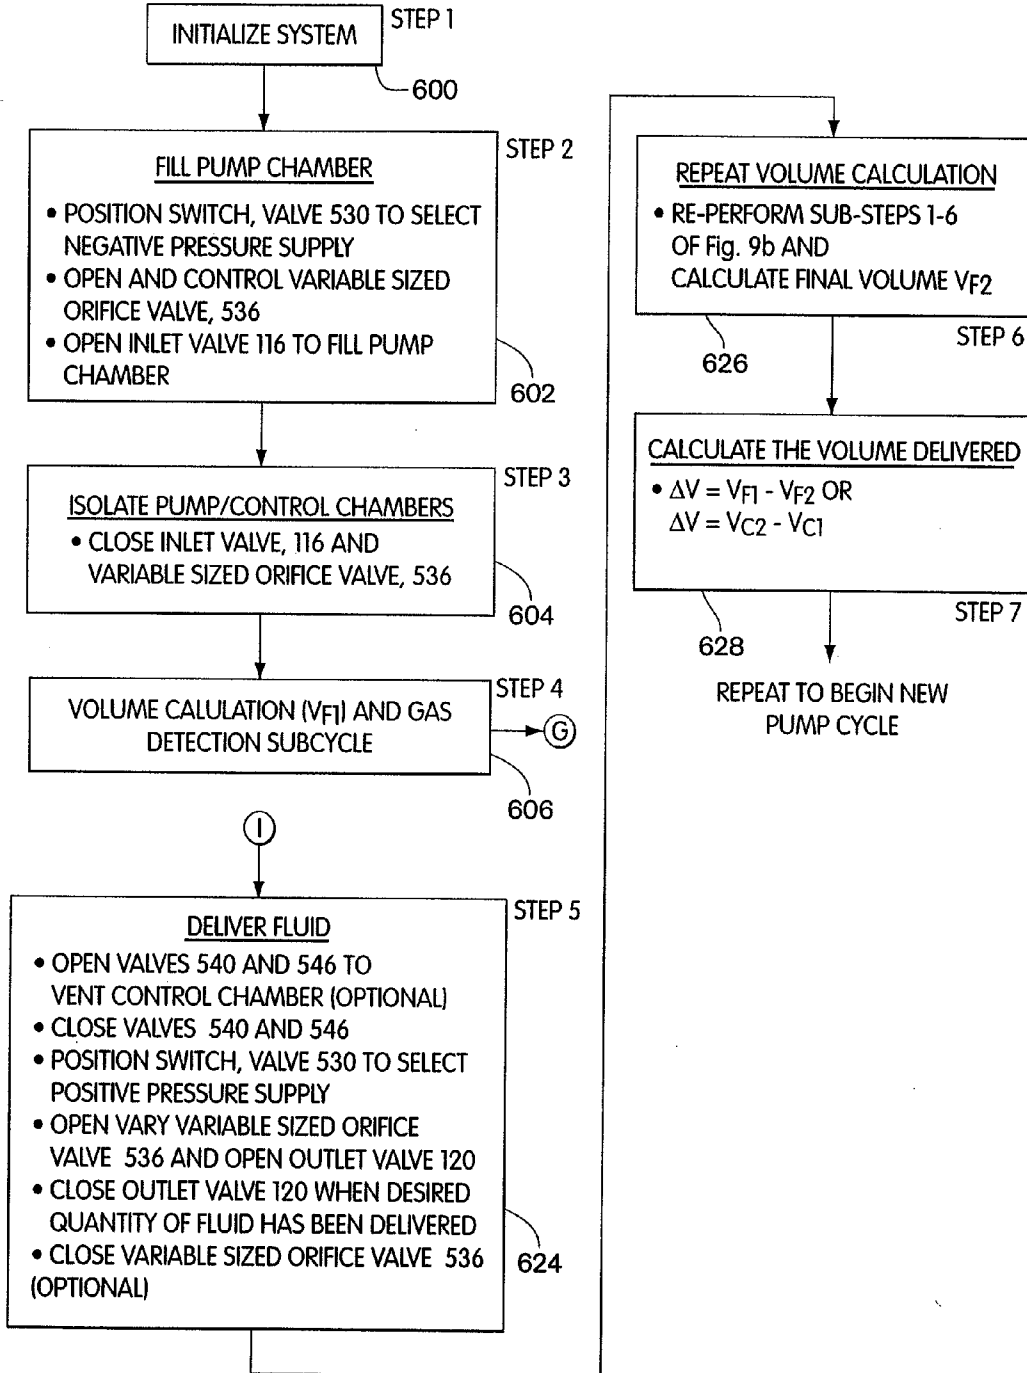 INITIALIZE SYSTEM
STEP 1
600
FILL PUMP CHAMBER
STEP 2
• POSITION SWITCH, VALVE 530 TO SELECT
NEGATIVE PRESSURE SUPPLY
• OPEN AND CONTROL VARIABLE SIZED
ORIFICE VALVE, 536
• OPEN INLET VALVE 116 TO FILL PUMP
CHAMBER
602
STEP 3
ISOLATE PUMP/CONTROL CHAMBERS
• CLOSE INLET VALVE, 116 AND
VARIABLE SIZED ORIFICE VALVE, 536
604
STEP 4
VOLUME CALULATION (VF1) AND GAS
DETECTION SUBCYCLE
G
606
I
STEP 5
DELIVER FLUID
• OPEN VALVES 540 AND 546 TO
VENT CONTROL CHAMBER (OPTIONAL)
• CLOSE VALVES 540 AND 546
• POSITION SWITCH, VALVE 530 TO SELECT
POSITIVE PRESSURE SUPPLY
• OPEN VARY VARIABLE SIZED ORIFICE
VALVE 536 AND OPEN OUTLET VALVE 120
• CLOSE OUTLET VALVE 120 WHEN DESIRED
QUANTITY OF FLUID HAS BEEN DELIVERED
• CLOSE VARIABLE SIZED ORIFICE VALVE 536
(OPTIONAL)
624
REPEAT VOLUME CALCULATION
• RE-PERFORM SUB-STEPS 1-6
OF Fig. 9b AND
CALCULATE FINAL VOLUME VF2
STEP 6
626
CALCULATE THE VOLUME DELIVERED
• ΔV = VF1 - VF2 OR
ΔV = VC2 - VC1
STEP 7
628
REPEAT TO BEGIN NEW
PUMP CYCLE